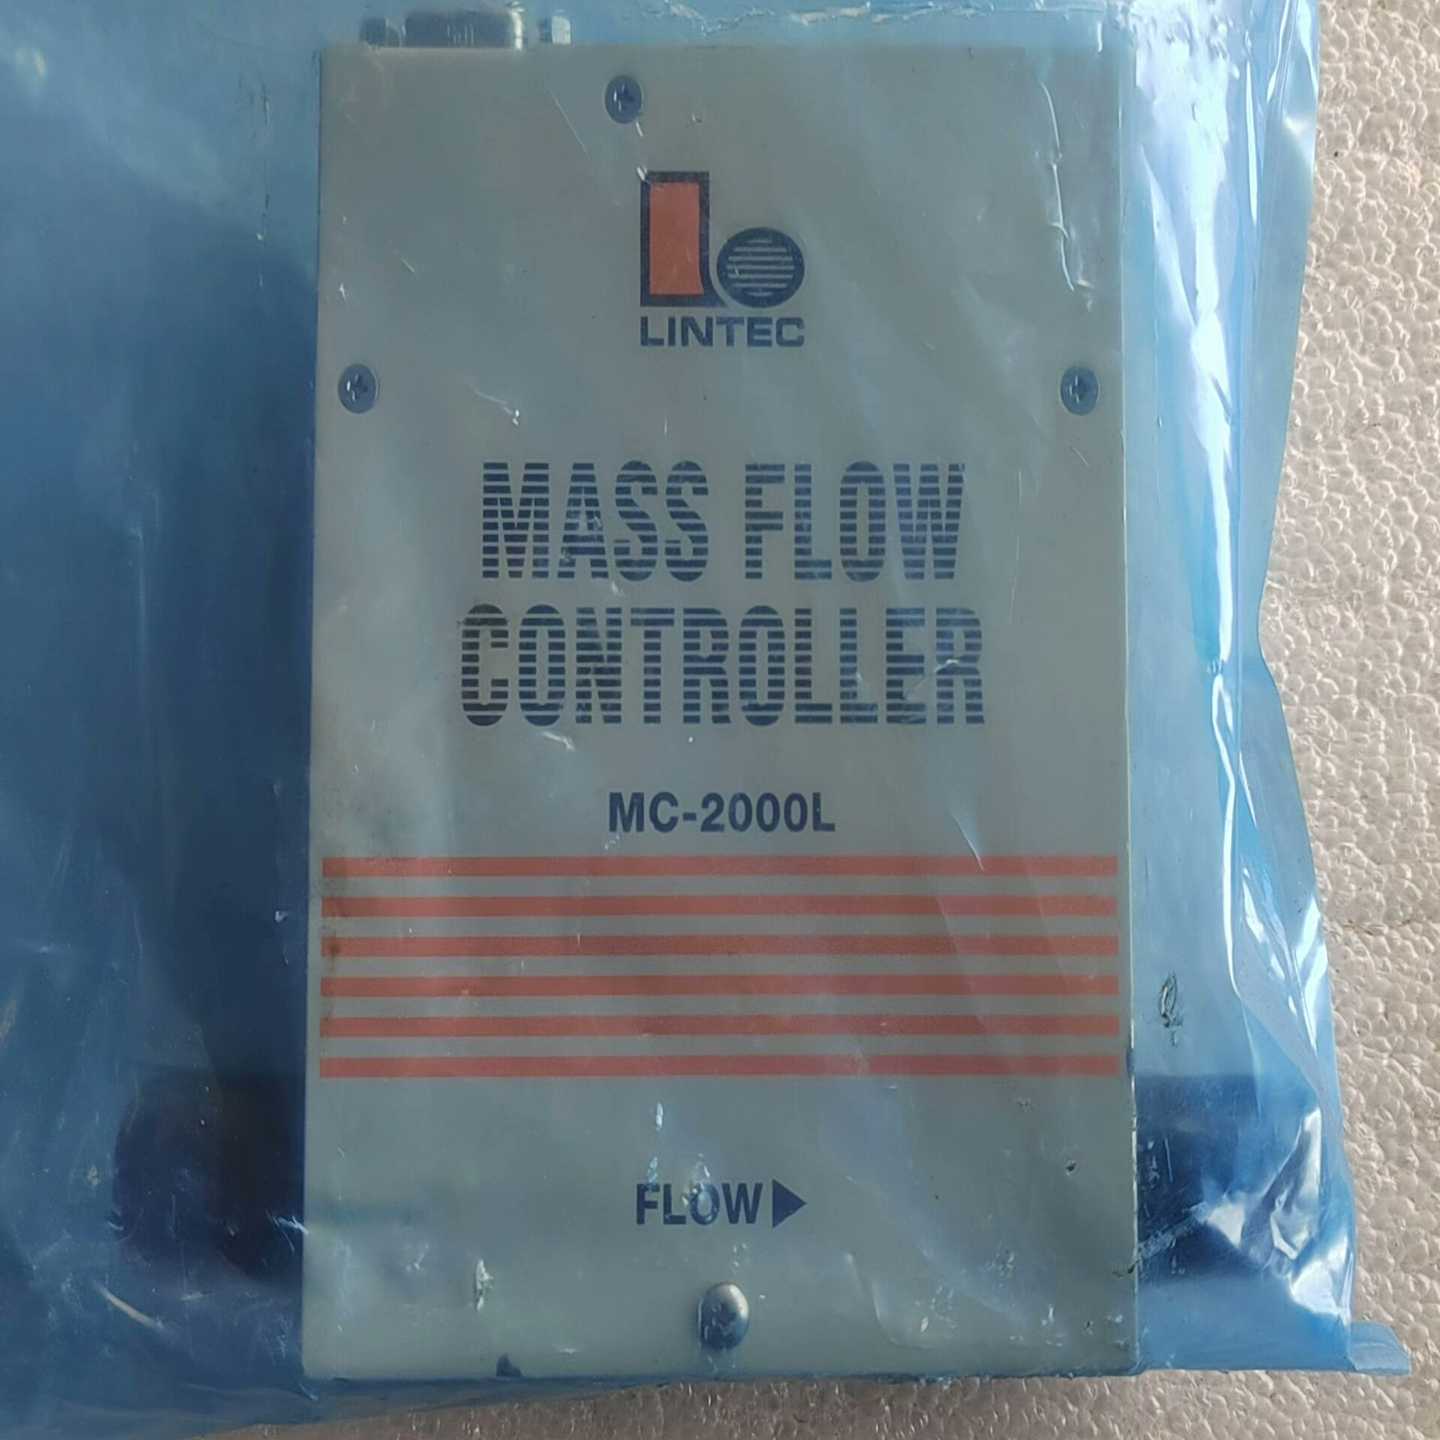 LINTEC
MASS FLOW
CONTROLLER
MC-2000L
FLOW